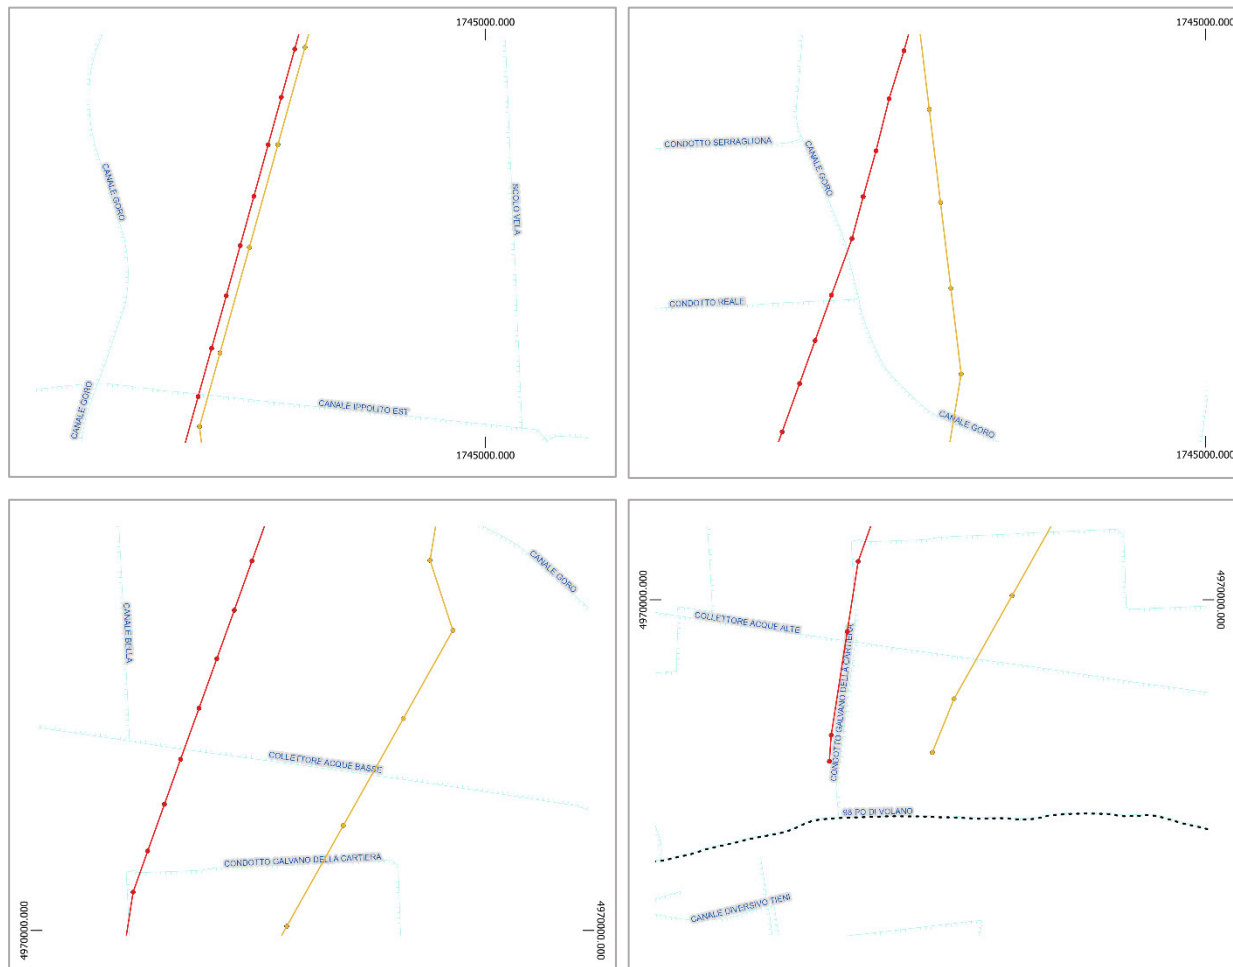 1745000.000
CANALE GORO
SCOLO VELA
CANALE GORO
CANALE IPPOLITO EST
1745000.000
1745000.000
CONDOTTO SERRAGLIONA
CANALE GORO
CONDOTTO REALE
CANALE GORO
1745000.000
CANALE GORO
CANALE BELLA
COLLETTORE ACQUE BASSE
CONDOTTO GALVANO DELLA CARTIERA
4970000.000
4970000.000
4970000.000
4970000.000
COLLETTORE ACQUE ALTE
CONDOTTO GALVANO DELLA CARTIERA
S6 PO DI VOLANO
CANALE DIVERSIVO TIENI